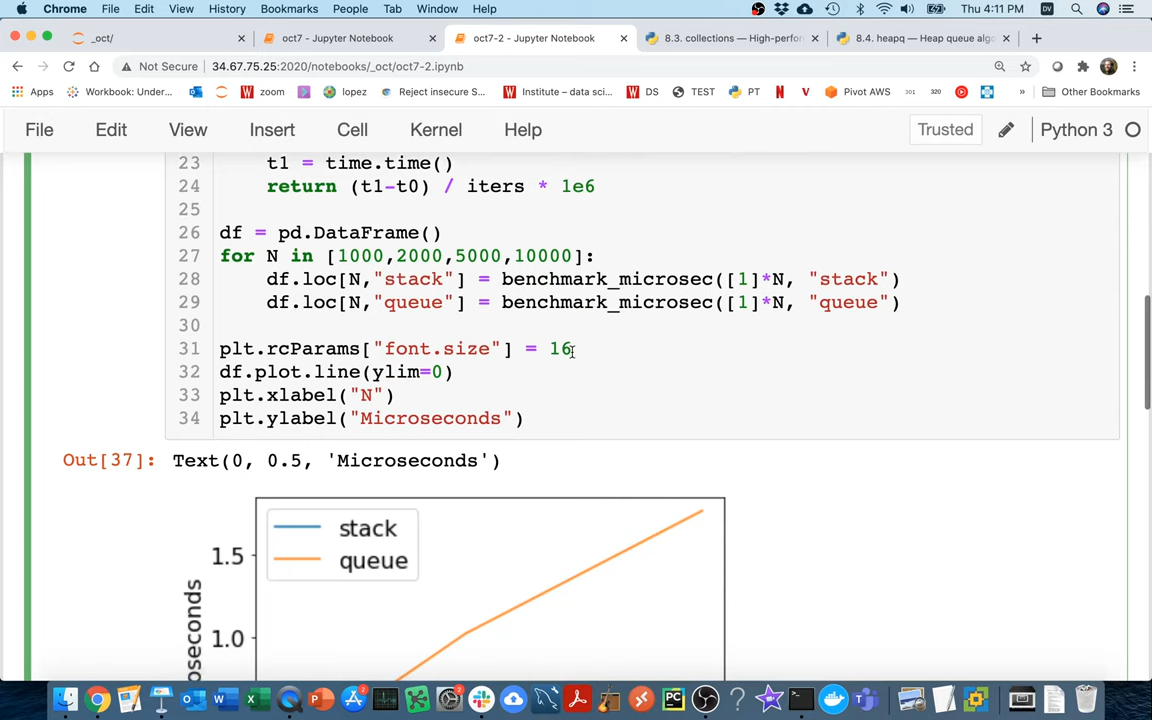 Chrome File Edit View History Bookmarks People Tab Window Help Thu 4:11 PM
_oct/ oct7 - Jupyter Notebook oct7-2 - Jupyter Notebook 8.3. collections — High-perfor 8.4. heapq — Heap queue algo
Not Secure 34.67.75.25:2020/notebooks/_oct/oct7-2.ipynb
Apps Workbook: Under... zoom lopez Reject insecure S... Institute – data sci... DS TEST PT Pivot AWS 301 320 » Other Bookmarks
File Edit View Insert Cell Kernel Help Trusted Python 3
23 t1 = time.time()
24 return (t1-t0) / iters * 1e6
25
26 df = pd.DataFrame()
27 for N in [1000,2000,5000,10000]:
28 df.loc[N,"stack"] = benchmark_microsec([1]*N, "stack")
29 df.loc[N,"queue"] = benchmark_microsec([1]*N, "queue")
30
31 plt.rcParams["font.size"] = 16
32 df.plot.line(ylim=0)
33 plt.xlabel("N")
34 plt.ylabel("Microseconds")
Out[37]: Text(0, 0.5, 'Microseconds')
stack
queue
1.5
1.0
oseconds